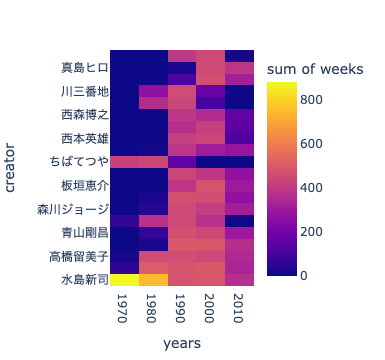 sum of weeks
800
600
400
200
0
creator
真島ヒロ
川三番地
西森博之
西本英雄
ちばてつや
板垣恵介
森川ジョージ
青山剛昌
高橋留美子
水島新司
1970
1980
1990
2000
2010
years